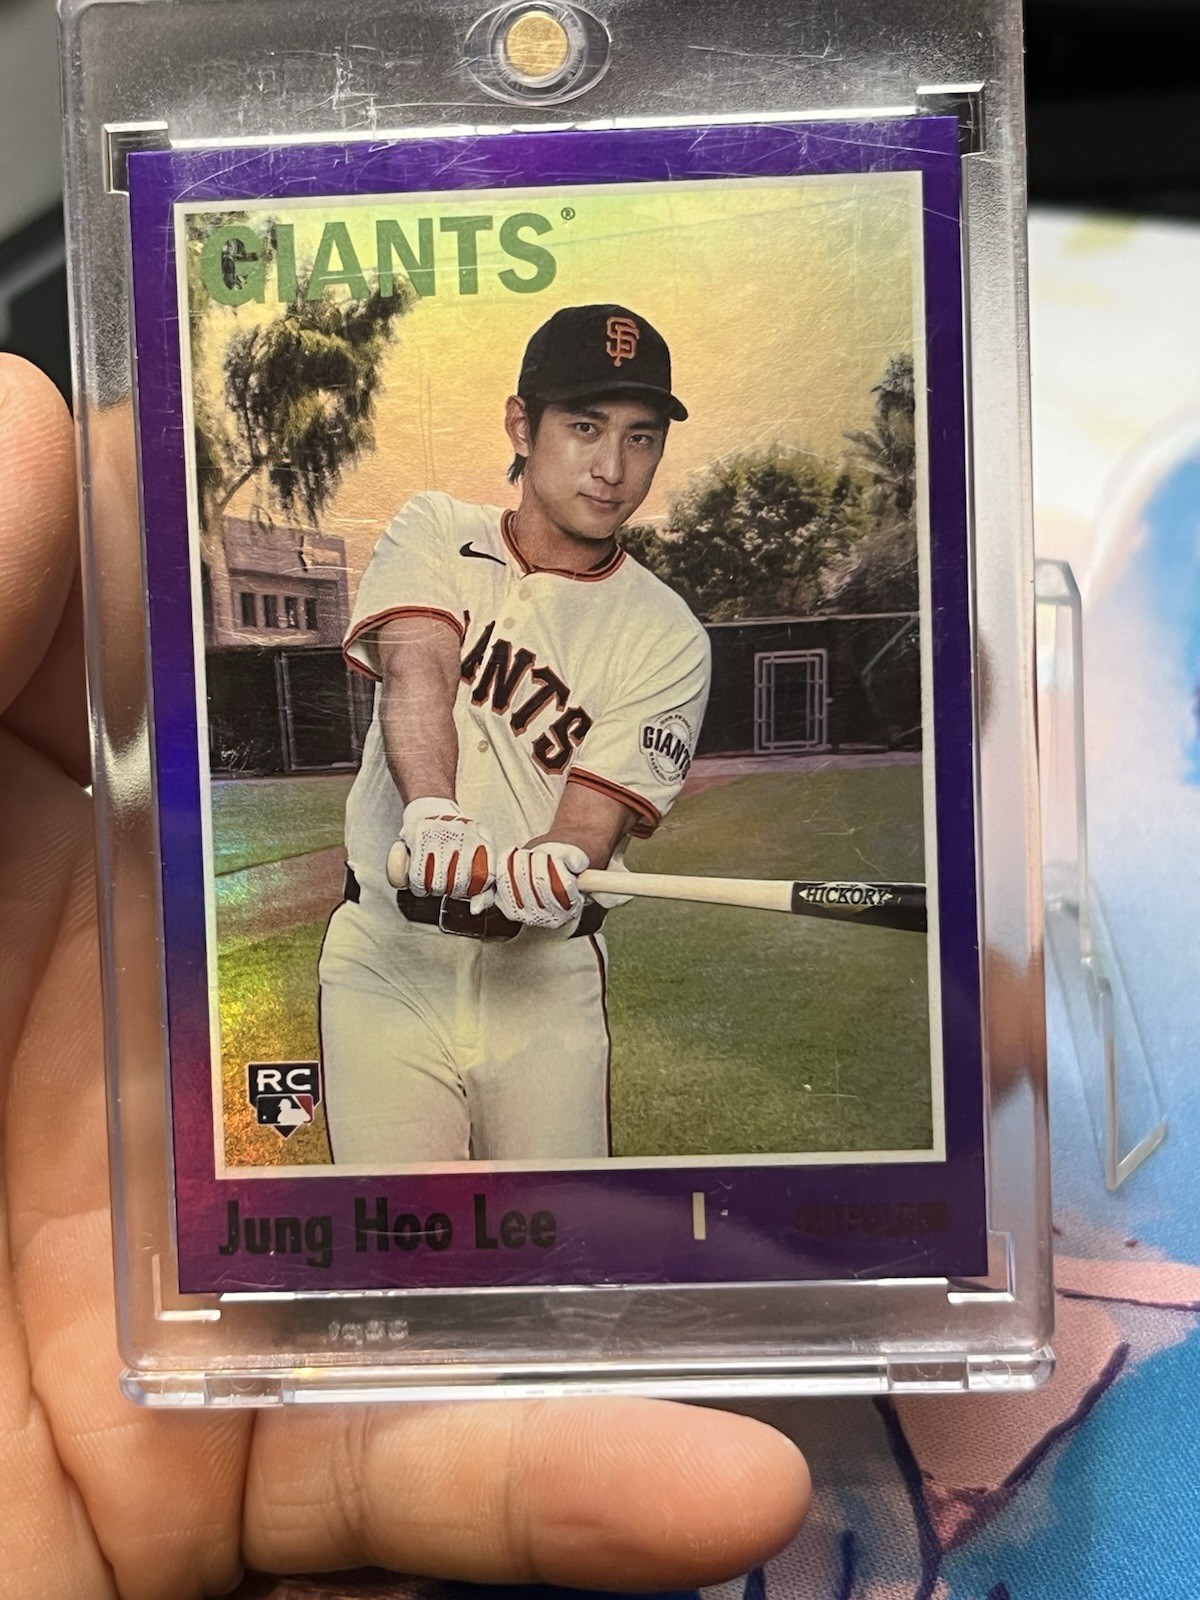 GIANTS®
SF
GIANTS
GIANTS
HICKORY
RC
Jung Hoo Lee